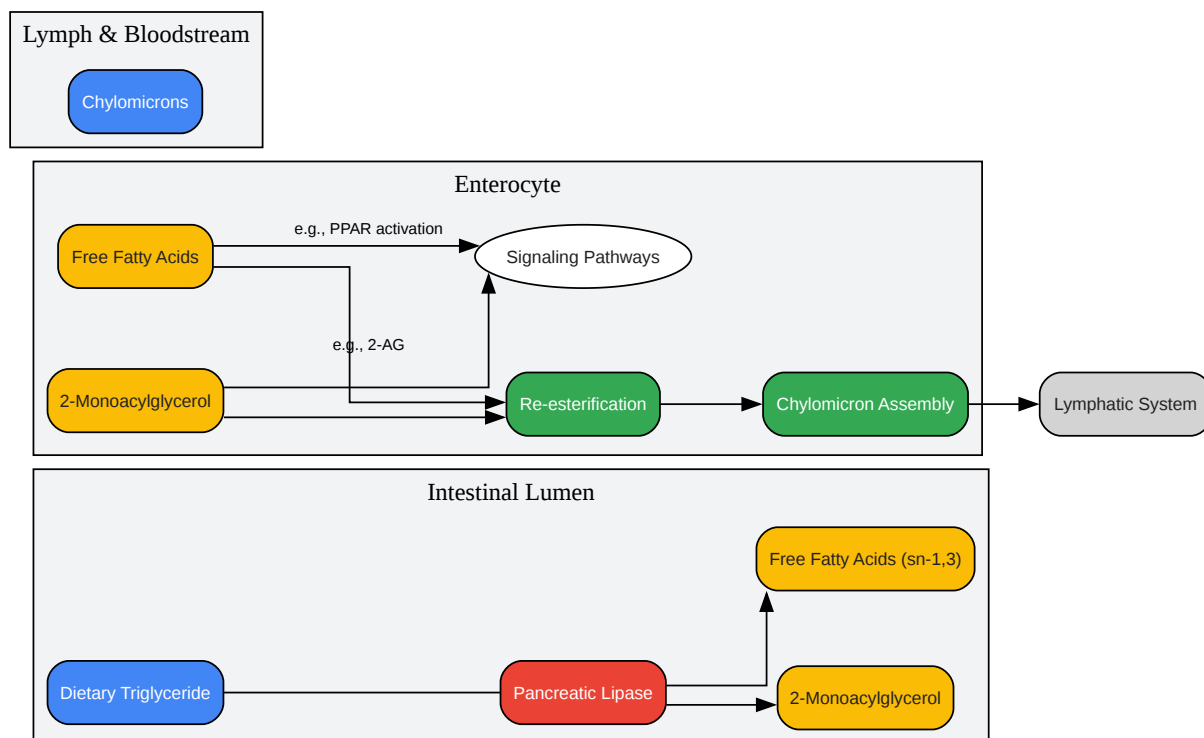 Lymph & Bloodstream
Chylomicrons
Enterocyte
e.g., PPAR activation
Free Fatty Acids
Signaling Pathways
e.g., 2-AG
2-Monoacylglycerol
Re-esterification
Chylomicron Assembly
Lymphatic System
Intestinal Lumen
Free Fatty Acids (sn-1,3)
Dietary Triglyceride
Pancreatic Lipase
2-Monoacylglycerol